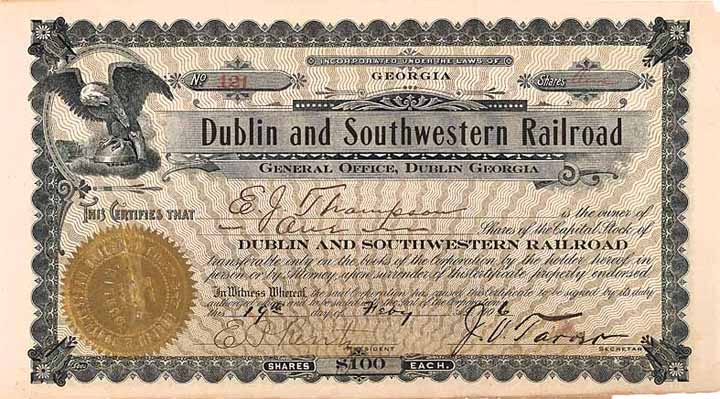 INCORPORATED UNDER THE LAWS OF
GEORGIA
No 121
Shares
Dublin and Southwestern Railroad
GENERAL OFFICE, DUBLIN GEORGIA
THIS CERTIFIES THAT E. J. Thompson is the owner of
One Shares of the Capital Stock of
DUBLIN AND SOUTHWESTERN RAILROAD
transferable only on the books of the Corporation by the holder hereof in
person or by Attorney upon surrender of this Certificate properly endorsed
In Witness Whereof, the said Corporation has caused this Certificate to be signed by its duly
authorized officers and to be sealed with the Seal of the Corporation
this 19th day of Feby 06
PRESIDENT
SECRETARY
SHARES $100 EACH.